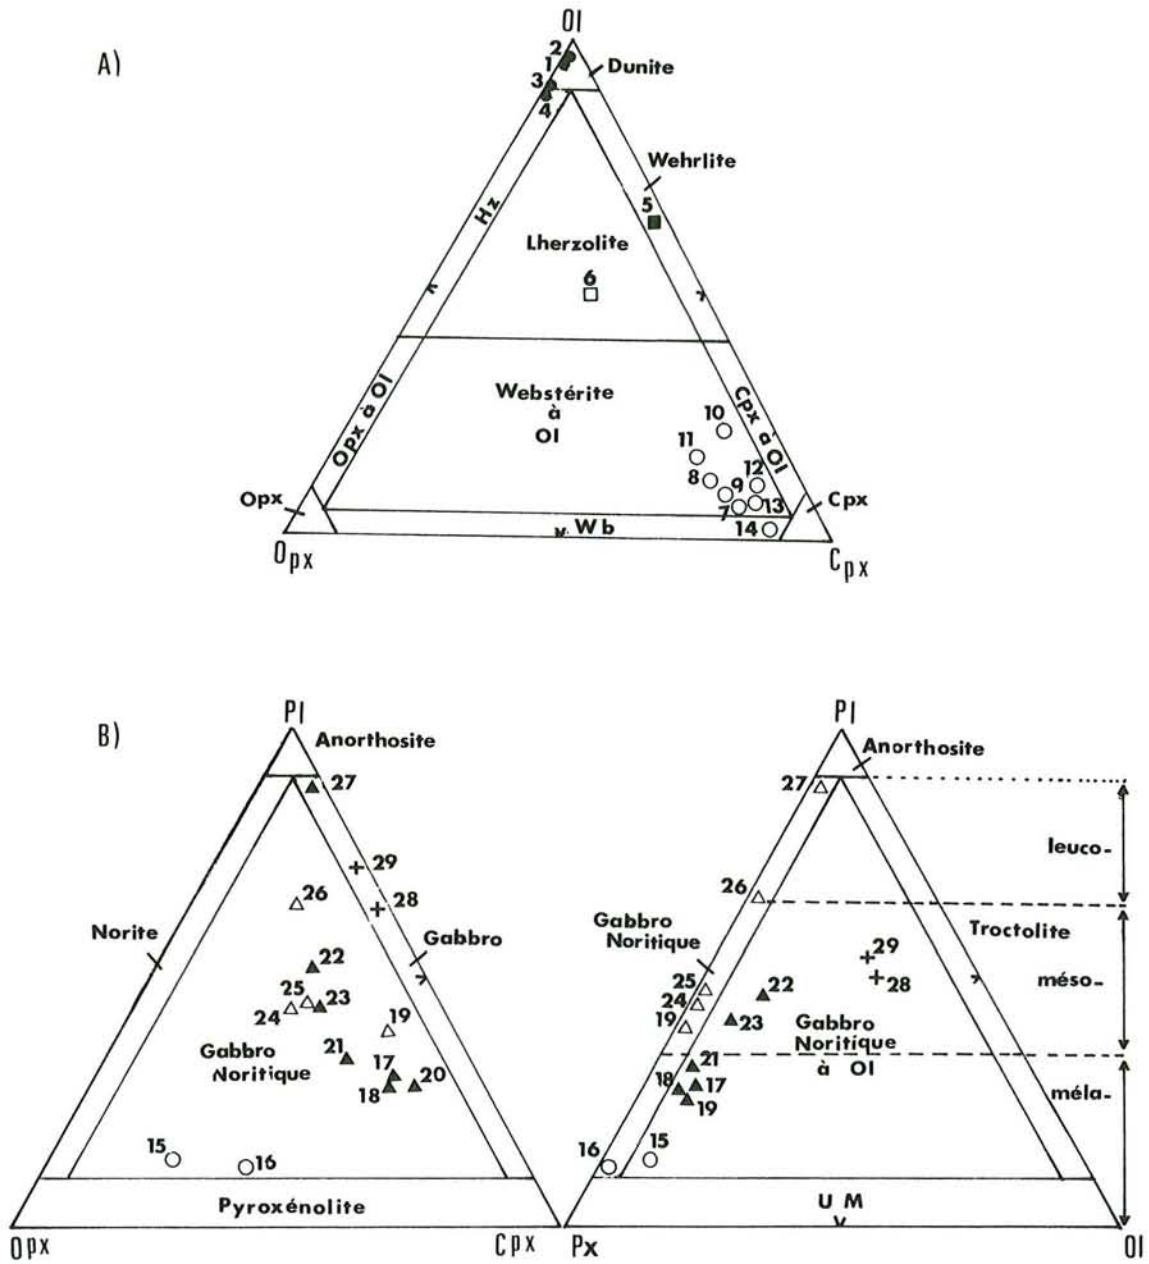 A)
Ol
2
1
3
4
Dunite
Wehrlite
5
Hz
Lherzolite
6
Opx à Ol
Webstérite
à
Ol
Cpx à Ol
10
11
8
9
12
7
13
14
Opx
Cpx
Wb
Opx
Cpx
B)
Pl
Anorthosite
27
29
28
26
Norite
Gabbro
22
25
23
24
19
21
17
20
18
Gabbro
Noritique
15
16
Pyroxénolite
Opx
Cpx
Pl
Anorthosite
27
leuco-
26
Gabbro
Noritique
Troctolite
29
28
25
24
22
19
23
méso-
Gabbro
Noritique
à Ol
21
18
17
19
méla-
16
15
UM
Px
Ol